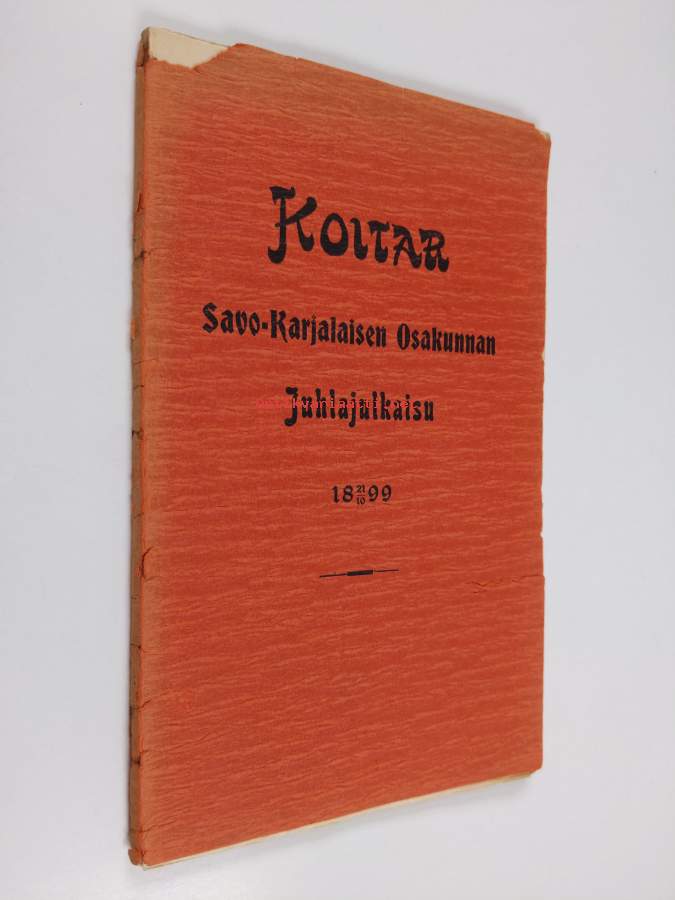 KOITAR
Savo-Karjalaisen Osakunnan
Juhlajulkaisu
18 21/10 99